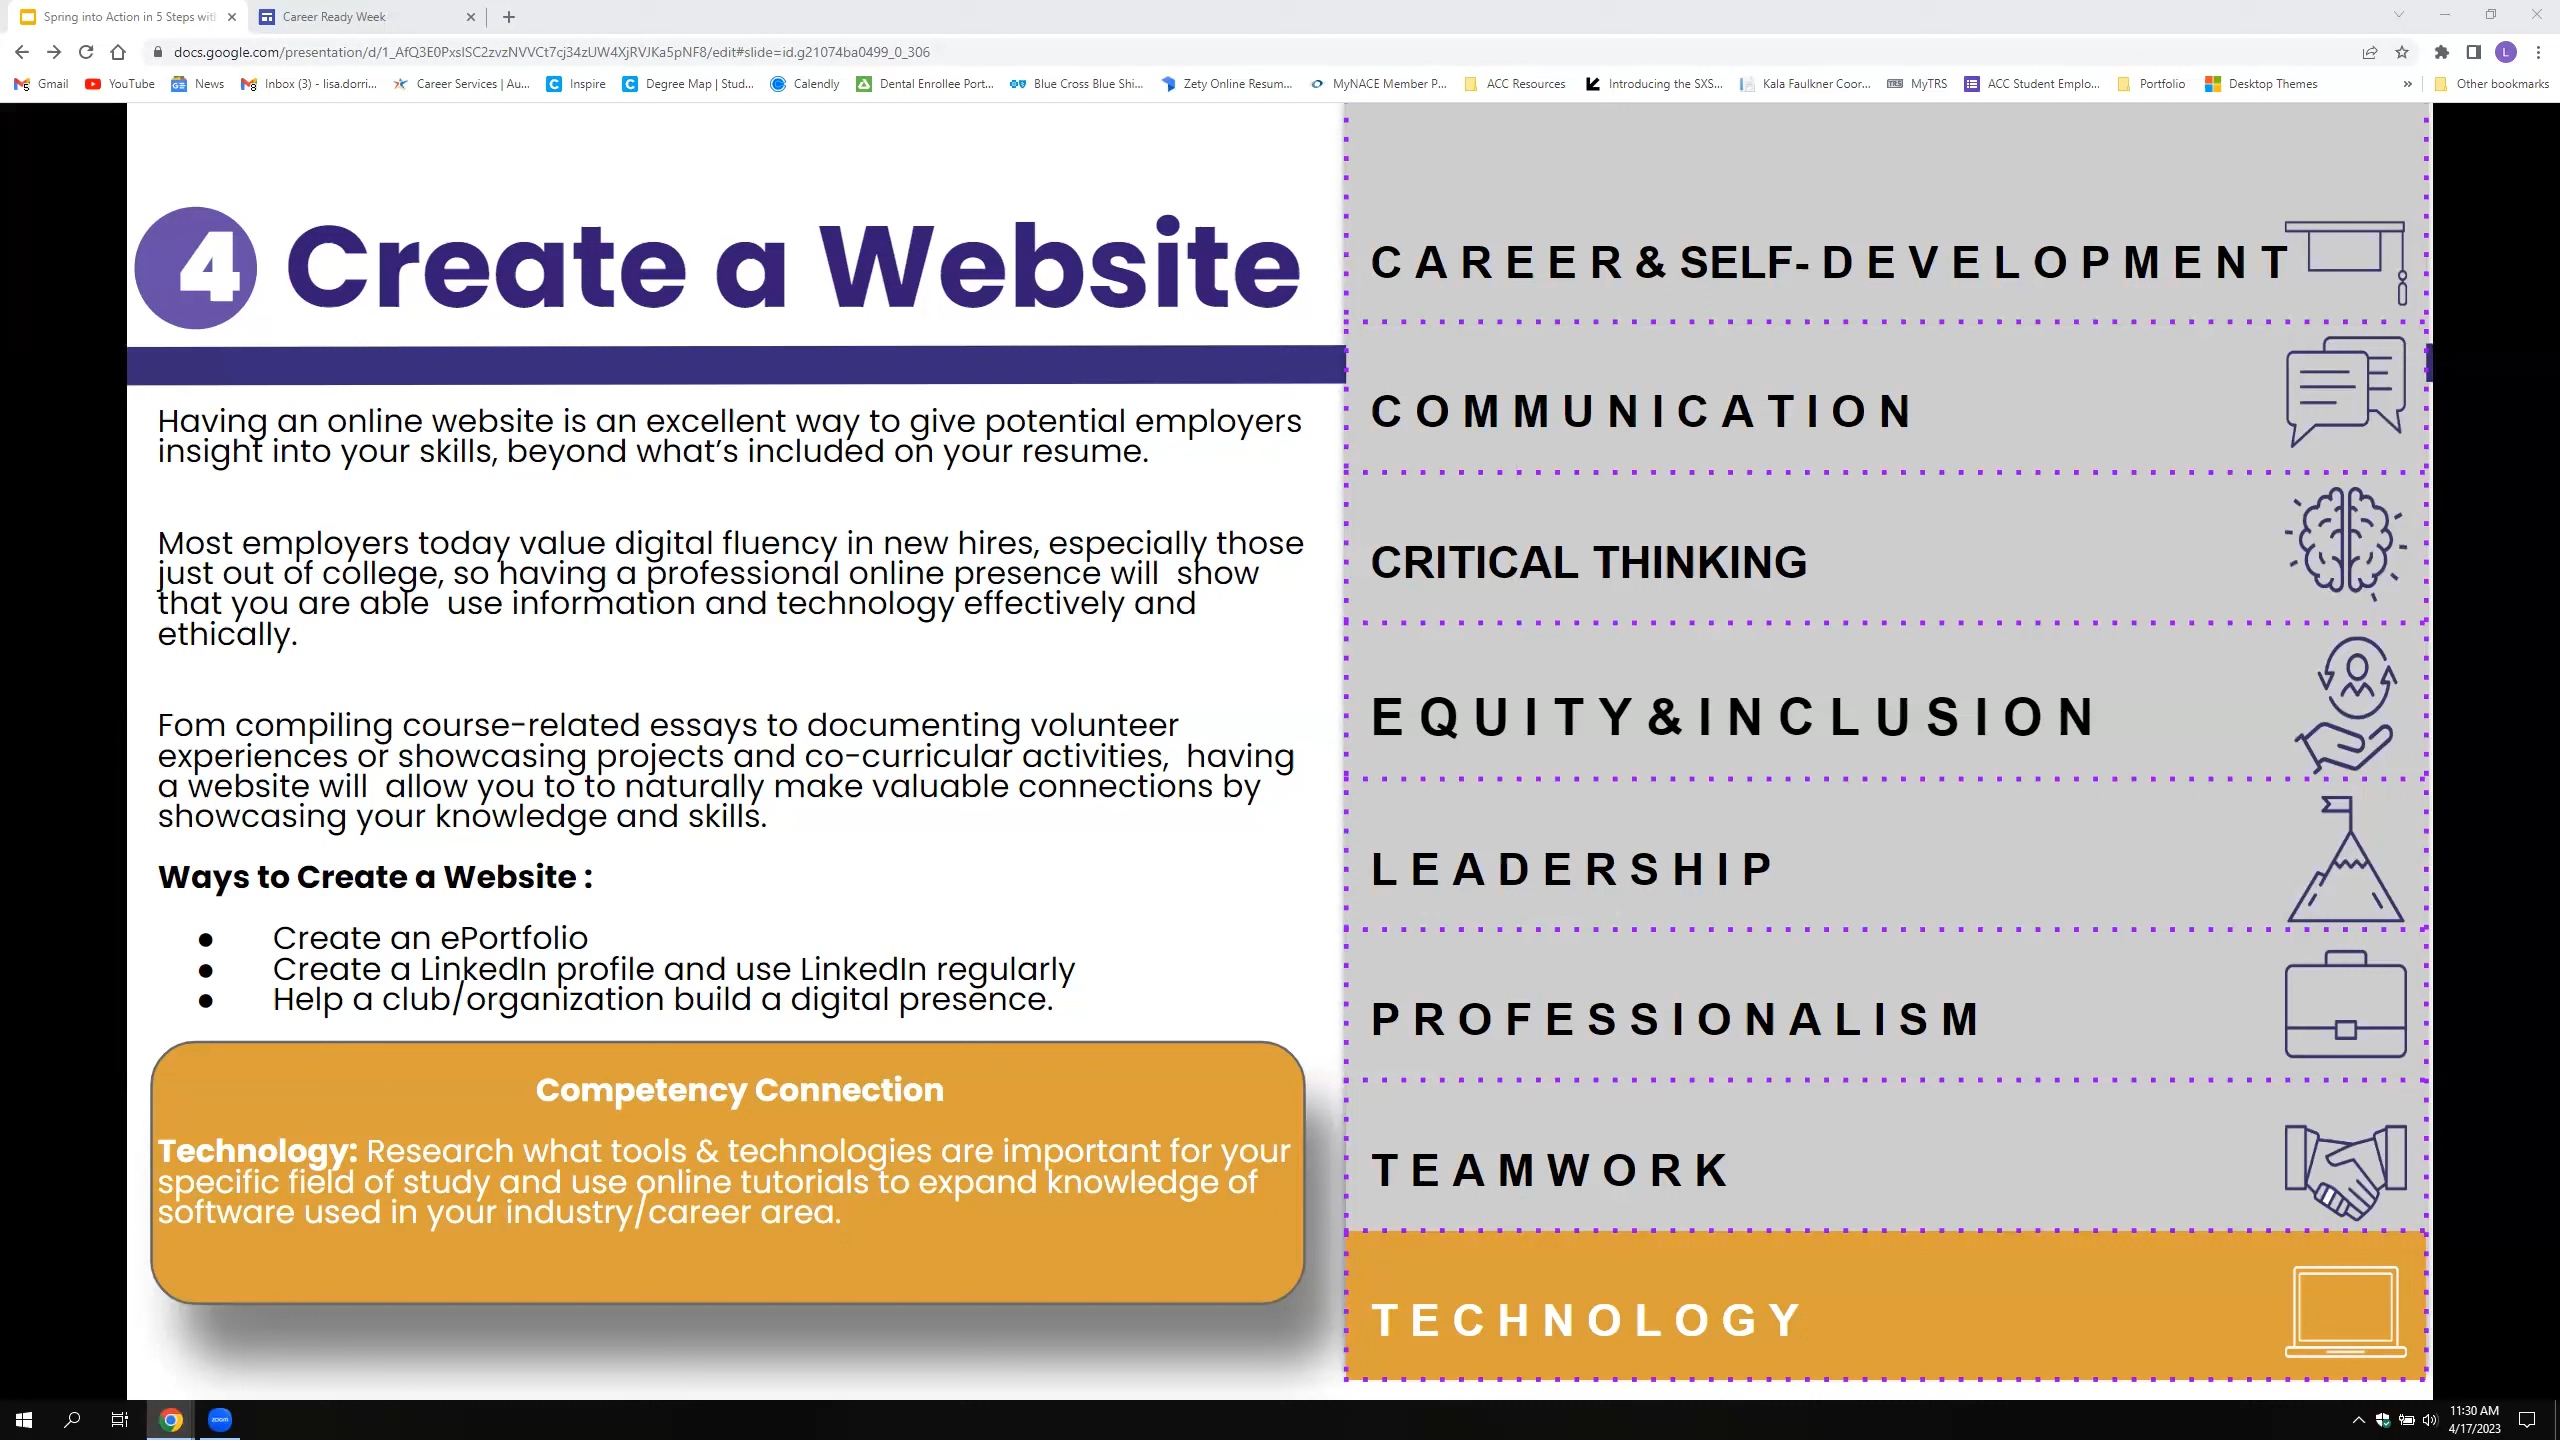 Spring into Action in 5 Steps with
Career Ready Week
docs.google.com/presentation/d/1_AfQ3E0PxsISC2zvzNVVCt7cj34zUW4XjRVJKa5pNF8/edit#slide=id.g21074ba0499_0_306
L
Gmail YouTube News Inbox (3) - lisa.dorri... Career Services | Au... Inspire Degree Map | Stud... Calendly Dental Enrollee Port... Blue Cross Blue Shi... Zety Online Resum... MyNACE Member P... ACC Resources Introducing the SXS... Kala Faulkner Coor... TRS MyTRS ACC Student Emplo... Portfolio Desktop Themes » Other bookmarks
4 Create a Website
Having an online website is an excellent way to give potential employers
insight into your skills, beyond what’s included on your resume.
Most employers today value digital fluency in new hires, especially those
just out of college, so having a professional online presence will  show
that you are able  use information and technology effectively and
ethically.
Fom compiling course-related essays to documenting volunteer
experiences or showcasing projects and co-curricular activities,  having
a website will  allow you to to naturally make valuable connections by
showcasing your knowledge and skills.
Ways to Create a Website :
● Create an ePortfolio
● Create a LinkedIn profile and use LinkedIn regularly
● Help a club/organization build a digital presence.
Competency Connection
Technology: Research what tools & technologies are important for your
specific field of study and use online tutorials to expand knowledge of
software used in your industry/career area.
CAREER & SELF- DEVELOPMENT
COMMUNICATION
CRITICAL THINKING
EQUITY & INCLUSION
LEADERSHIP
PROFESSIONALISM
TEAMWORK
TECHNOLOGY
zoom
11:30 AM
4/17/2023